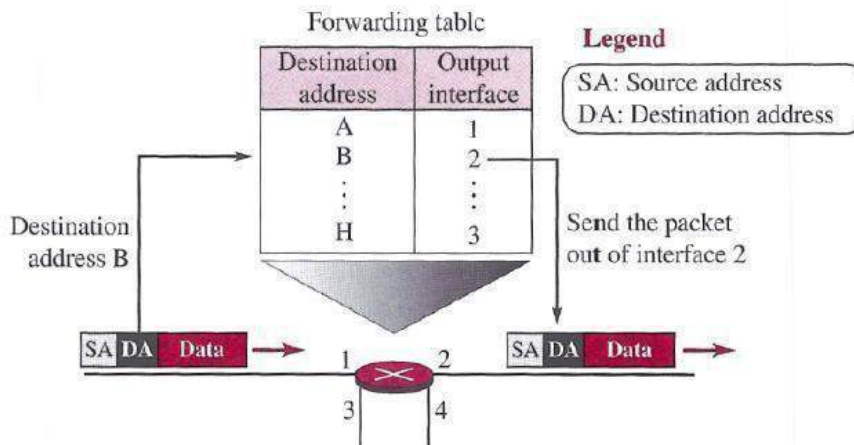 Forwarding table
Destination address
Output interface
A 1
B 2
H 3
Legend
SA: Source address
DA: Destination address
Destination address B
Send the packet out of interface 2
SA DA Data
SA DA Data
1 2
3 4